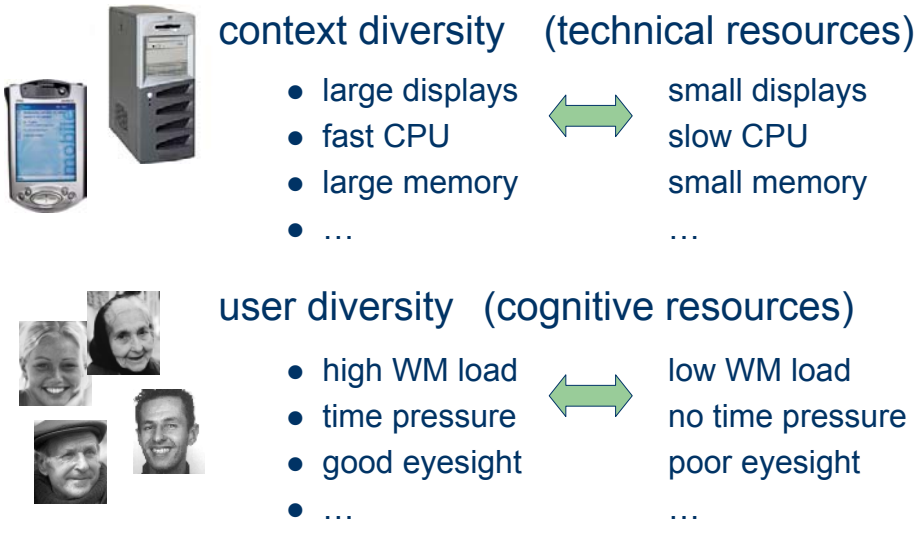 context diversity (technical resources)
● large displays small displays
● fast CPU slow CPU
● large memory small memory
● … …
mobile
user diversity (cognitive resources)
● high WM load low WM load
● time pressure no time pressure
● good eyesight poor eyesight
● … …